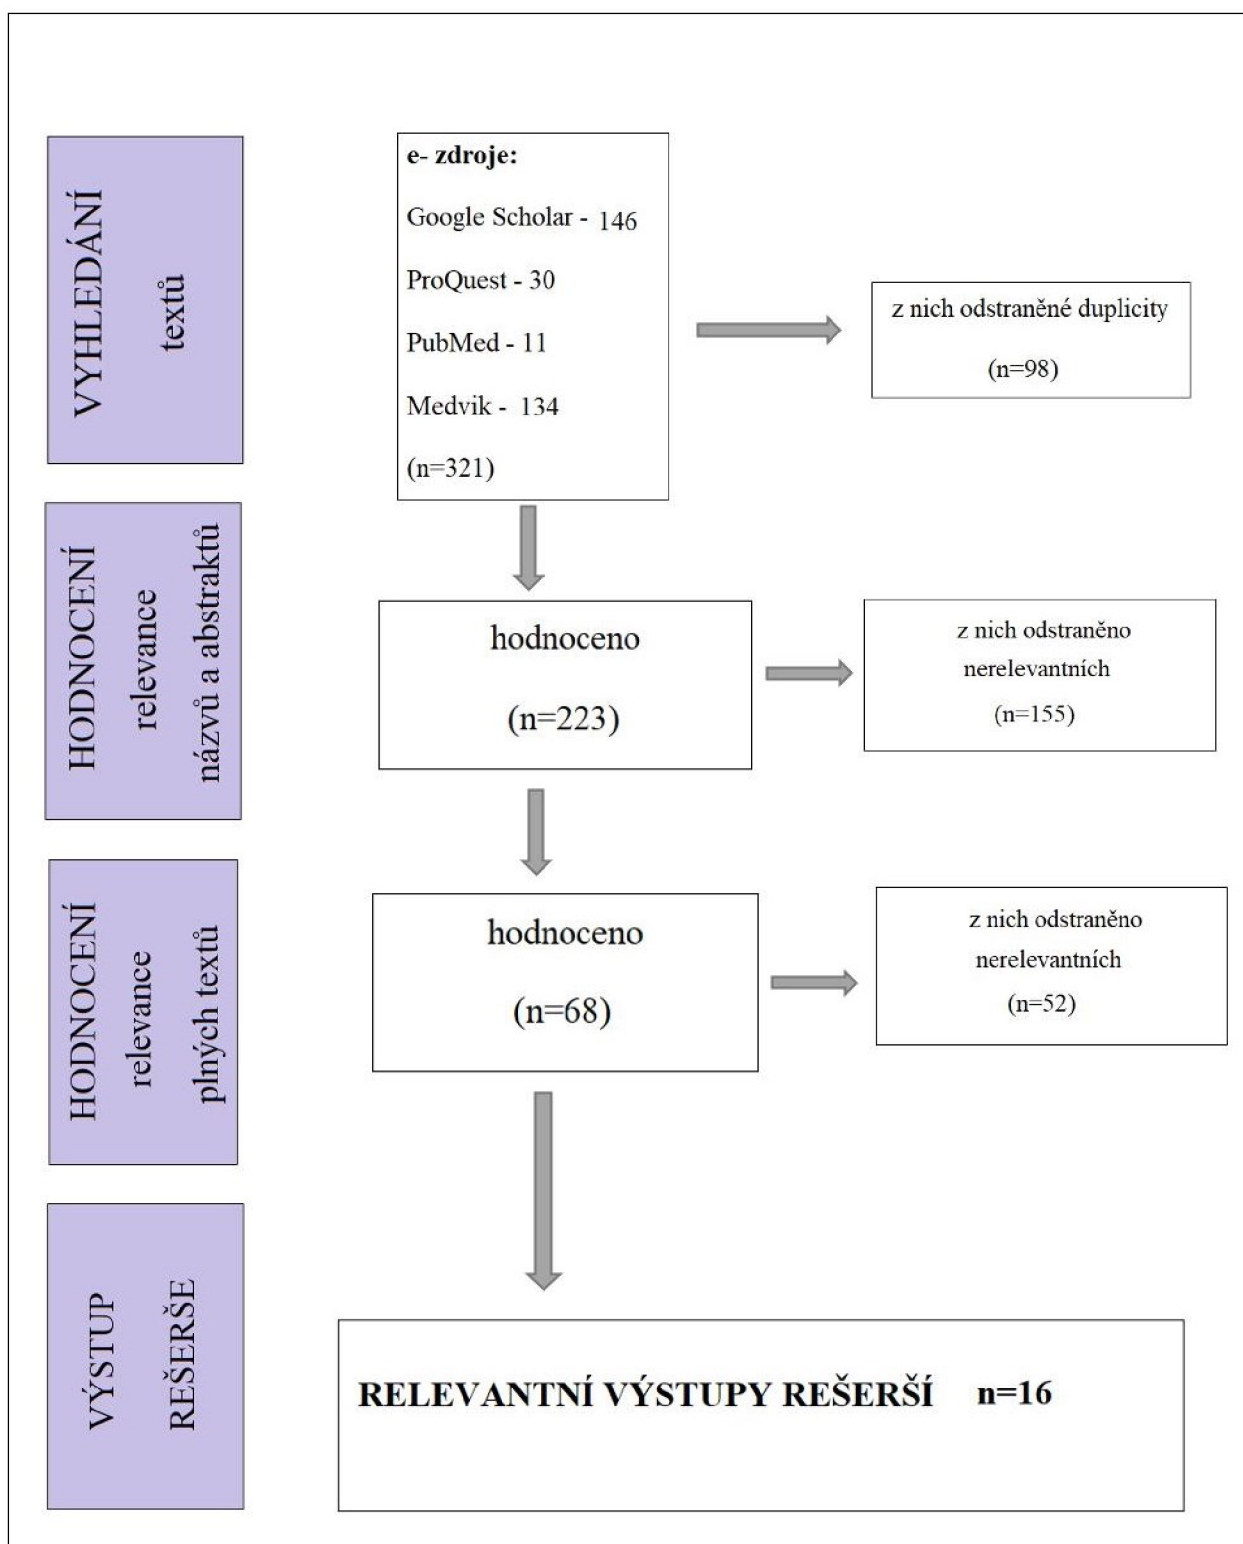 VYHLEDÁNÍ
textů
e- zdroje:
Google Scholar - 146
ProQuest - 30
PubMed - 11
Medvik - 134
(n=321)
z nich odstraněné duplicity
(n=98)
HODNOCENÍ
relevance
názvů a abstraktů
hodnoceno
(n=223)
z nich odstraněno
nerelevantních
(n=155)
HODNOCENÍ
relevance
plných textů
hodnoceno
(n=68)
z nich odstraněno
nerelevantních
(n=52)
VÝSTUP
REŠERŠE
RELEVANTNÍ VÝSTUPY REŠERŠÍ n=16